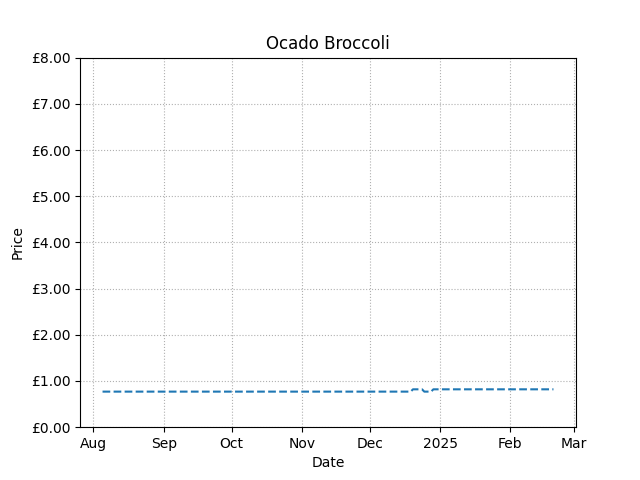 Ocado Broccoli
£8.00
£7.00
£6.00
£5.00
£4.00
£3.00
£2.00
£1.00
£0.00
Price
Aug Sep Oct Nov Dec 2025 Feb Mar
Date